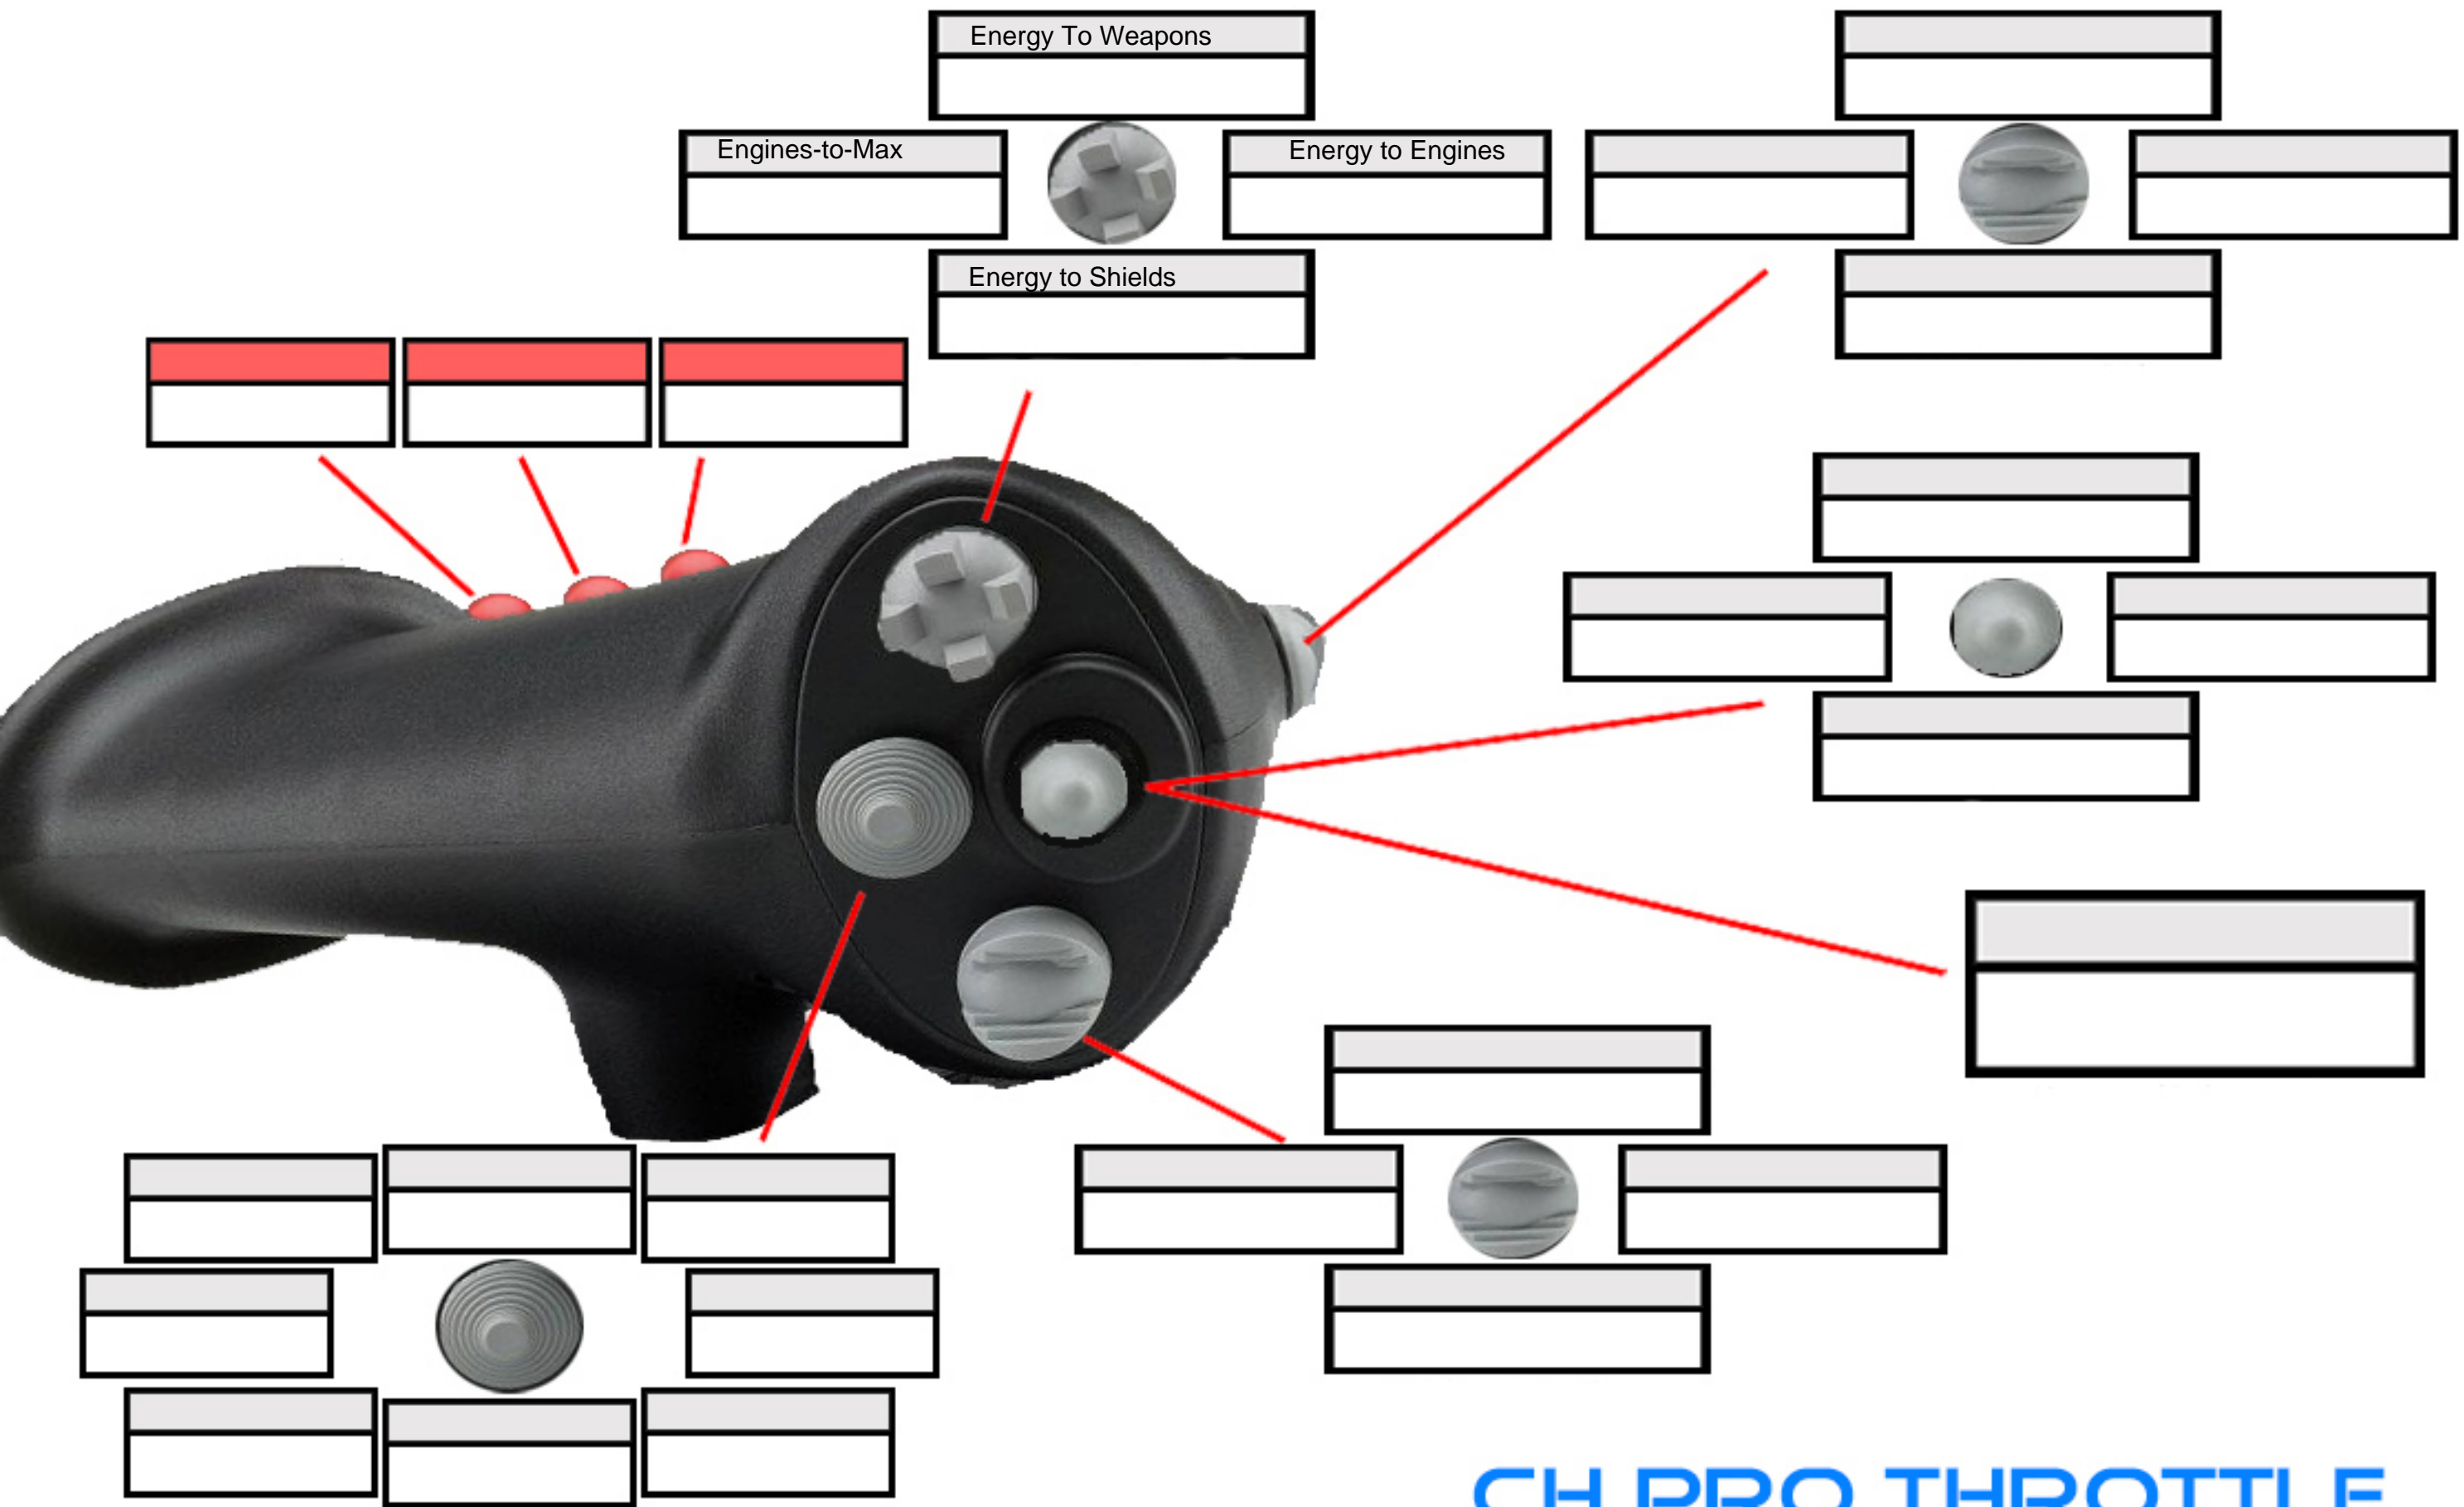 Energy To Weapons
Engines-to-Max
Energy to Engines
Energy to Shields
CH PRO THROTTLE